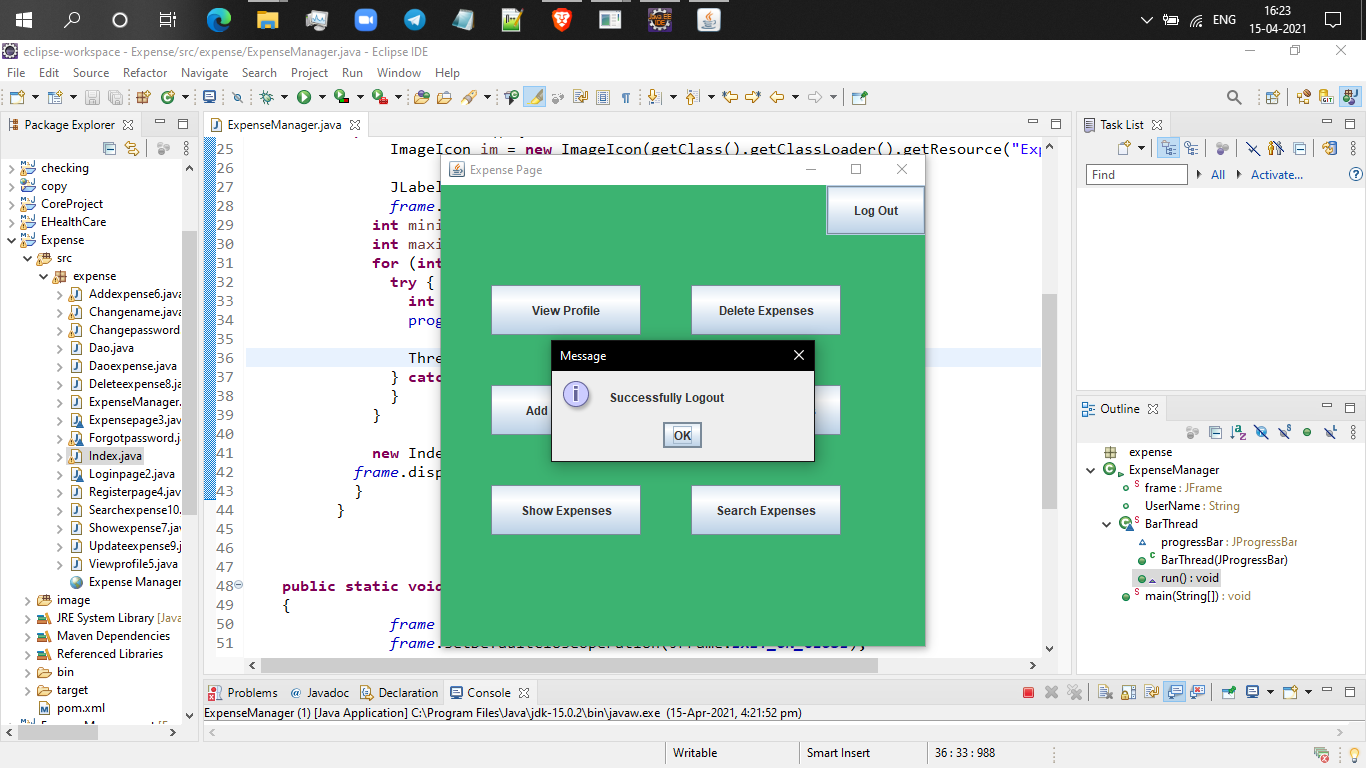 ENG
16:23
15-04-2021
eclipse-workspace - Expense/src/expense/ExpenseManager.java - Eclipse IDE
File Edit Source Refactor Navigate Search Project Run Window Help
Package Explorer
checking
copy
CoreProject
EHealthCare
Expense
src
expense
Addexpense6.java
Changename.java
Changepassword
Dao.java
Daoexpense.java
Deleteexpense8.j
ExpenseManager.
Expensepage3.jav
Forgotpassword.j
Index.java
Loginpage2.java
Registerpage4.jav
Searchexpense10.
Showexpense7.jav
Updateexpense9.j
Viewprofile5.java
Expense Manager
image
JRE System Library [Java
Maven Dependencies
Referenced Libraries
bin
target
pom.xml
ExpenseManager.java
25 ImageIcon im = new ImageIcon(getClass().getClassLoader().getResource("Exp
26
27 JLabel
28 frame.
29 int mini
30 int maxi
31 for (int
32 try {
33 int
34 prog
36 Thre
37 } catc
38 }
39 }
40
41 new Inde
42 frame.disp
43 }
44 }
45
46
47
48 public static void
49 {
50 frame
51 frame.setDefaultCloseOperation(JFrame.EXIT_ON_CLOSE);
Expense Page
Log Out
View Profile
Delete Expenses
Add
Show Expenses
Search Expenses
Message
Successfully Logout
OK
Task List
Find
All
Activate...
Outline
expense
ExpenseManager
frame : JFrame
UserName : String
BarThread
progressBar : JProgressBar
BarThread(JProgressBar)
run() : void
main(String[]) : void
Problems
@ Javadoc
Declaration
Console
ExpenseManager (1) [Java Application] C:\Program Files\Java\jdk-15.0.2\bin\javaw.exe (15-Apr-2021, 4:21:52 pm)
Writable
Smart Insert
36 : 33 : 988